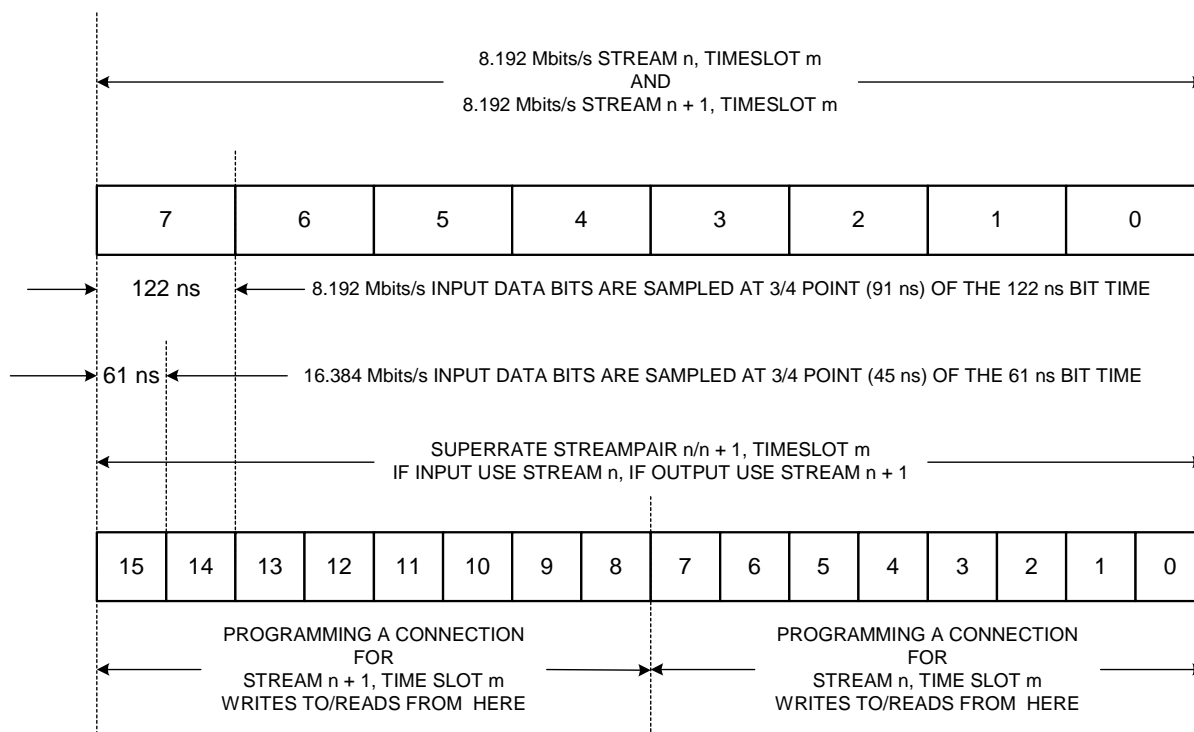 8.192 Mbits/s STREAM n, TIMESLOT m
AND
8.192 Mbits/s STREAM n + 1, TIMESLOT m
7 6 5 4 3 2 1 0
122 ns 8.192 Mbits/s INPUT DATA BITS ARE SAMPLED AT 3/4 POINT (91 ns) OF THE 122 ns BIT TIME
61 ns 16.384 Mbits/s INPUT DATA BITS ARE SAMPLED AT 3/4 POINT (45 ns) OF THE 61 ns BIT TIME
SUPERRATE STREAMPAIR n/n + 1, TIMESLOT m
IF INPUT USE STREAM n, IF OUTPUT USE STREAM n + 1
15 14 13 12 11 10 9 8 7 6 5 4 3 2 1 0
PROGRAMMING A CONNECTION
FOR
STREAM n + 1, TIME SLOT m
WRITES TO/READS FROM HERE
PROGRAMMING A CONNECTION
FOR
STREAM n, TIME SLOT m
WRITES TO/READS FROM HERE